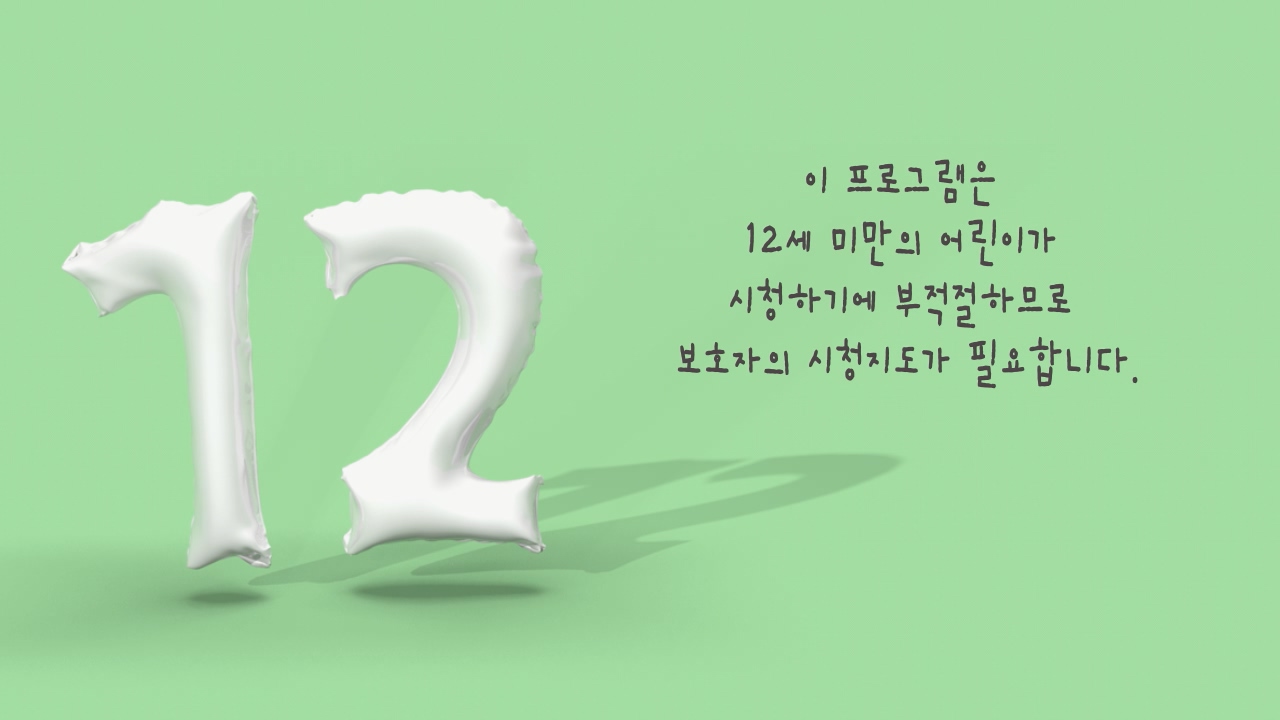 12
이 프로그램은
12세 미만의 어린이가
시청하기에 부적절하므로
보호자의 시청지도가 필요합니다.